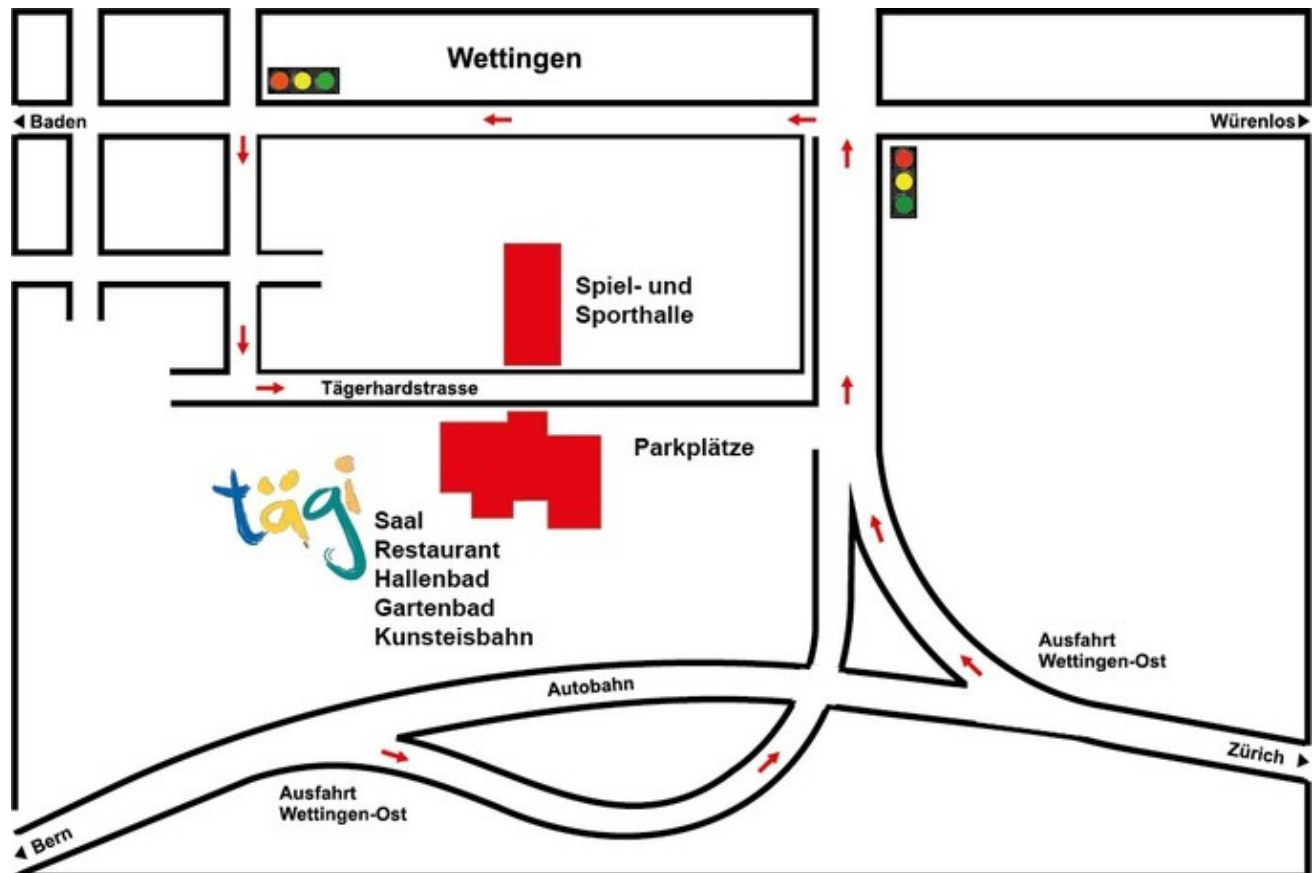 Wettingen
Baden
Würenlos
Spiel- und
Sporthalle
Tägerhardstrasse
Parkplätze
tägi
Saal
Restaurant
Hallenbad
Gartenbad
Kunsteisbahn
Ausfahrt
Wettingen-Ost
Autobahn
Zürich
Ausfahrt
Wettingen-Ost
Bern